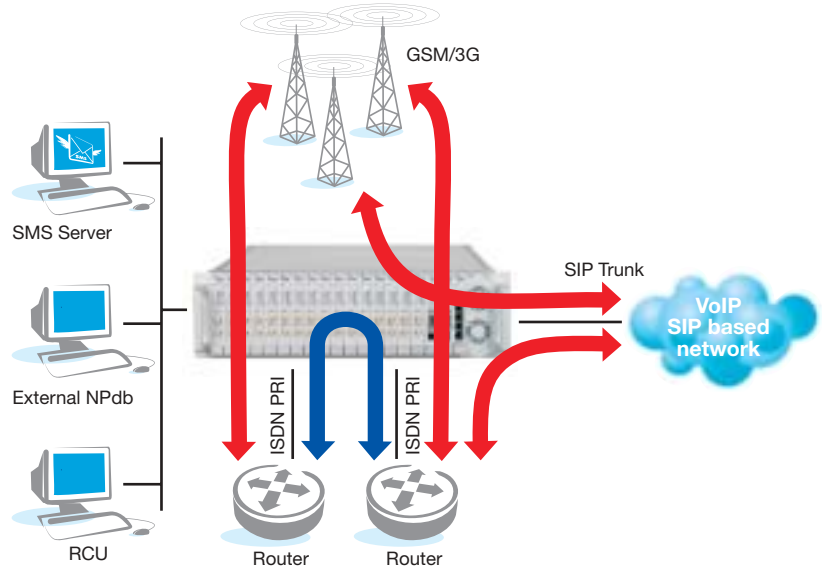 GSM/3G
SMS
SMS Server
SIP Trunk
VoIP
SIP based
network
External NPdb
ISDN PRI
ISDN PRI
RCU
Router
Router